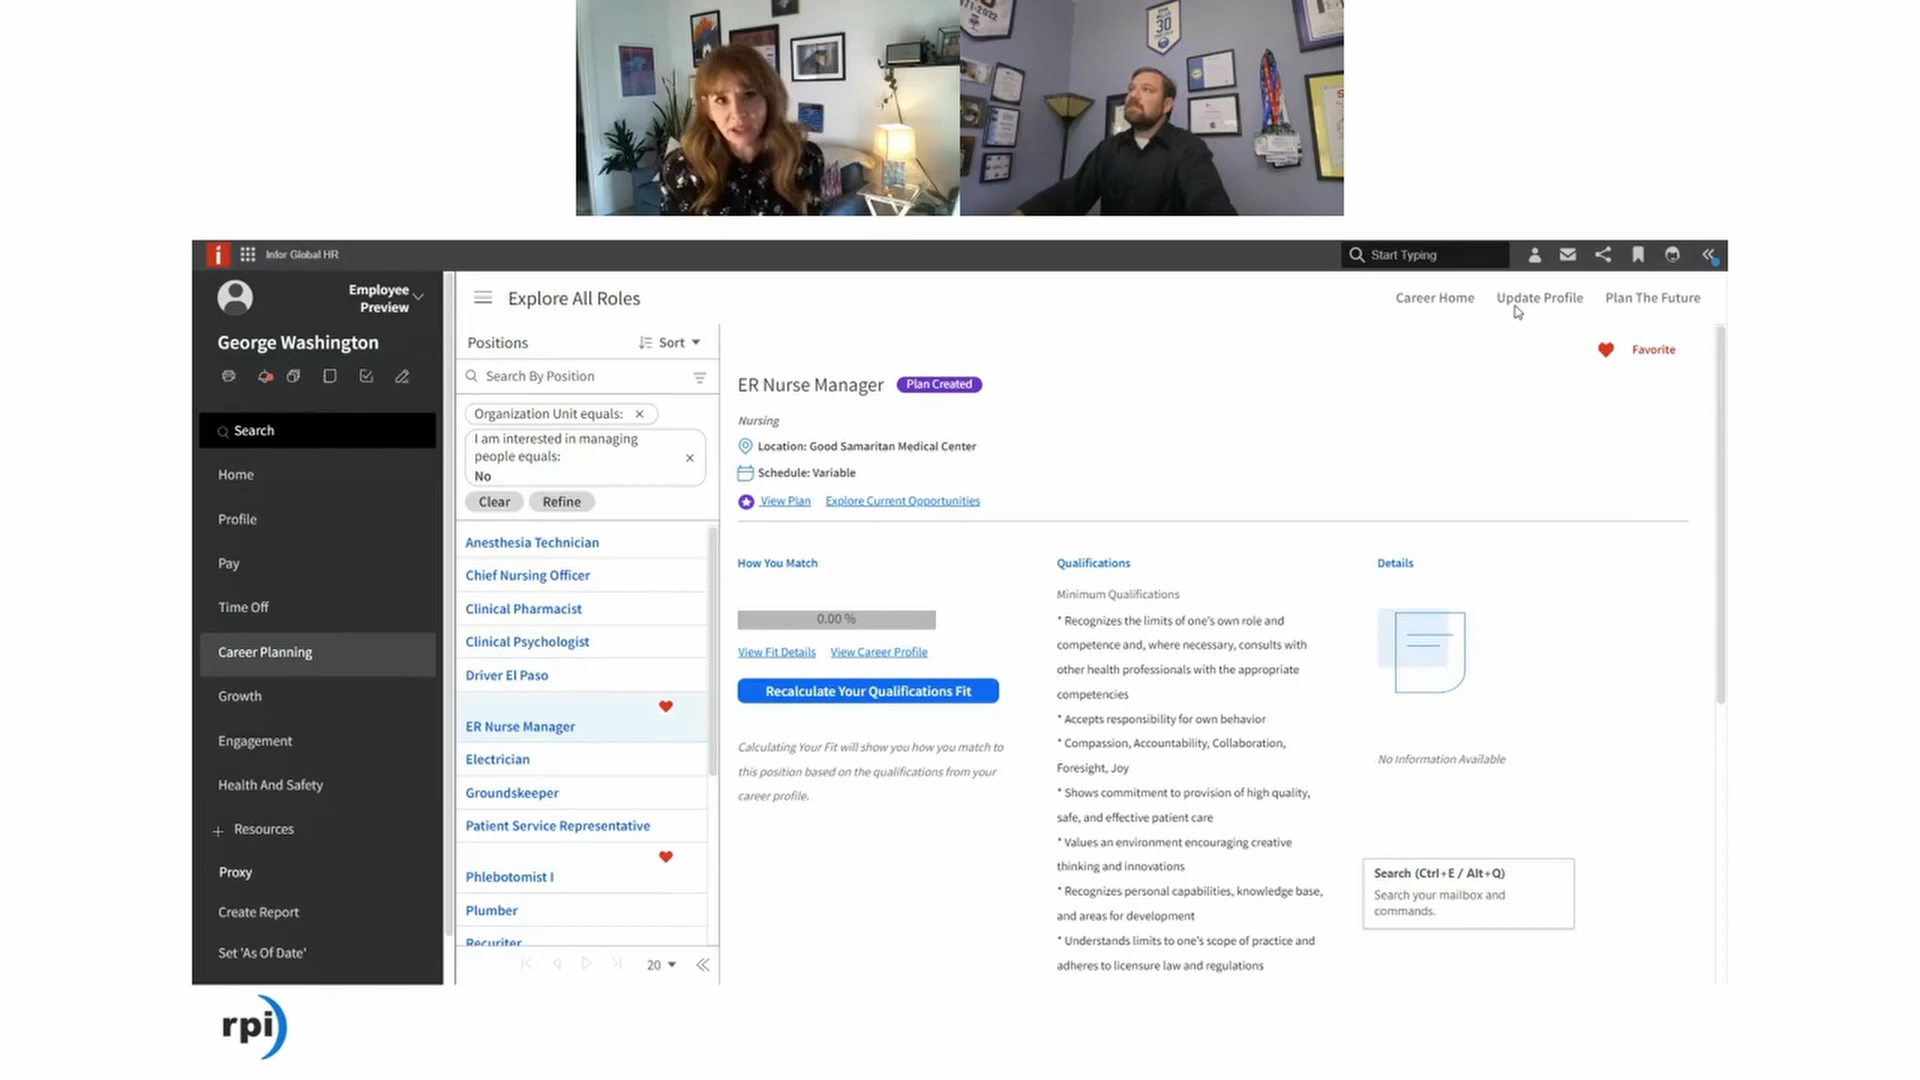 30
Infor Global HR
Start Typing
Employee
Preview
George Washington
Search
Home
Profile
Pay
Time Off
Career Planning
Growth
Engagement
Health And Safety
Resources
Proxy
Create Report
Set 'As Of Date'
Explore All Roles
Career Home
Update Profile
Plan The Future
Positions
Sort
Search By Position
Organization Unit equals:
I am interested in managing
people equals:
No
Clear
Refine
Anesthesia Technician
Chief Nursing Officer
Clinical Pharmacist
Clinical Psychologist
Driver El Paso
ER Nurse Manager
Electrician
Groundskeeper
Patient Service Representative
Phlebotomist I
Plumber
Recuriter
20
Favorite
ER Nurse Manager
Plan Created
Nursing
Location: Good Samaritan Medical Center
Schedule: Variable
View Plan
Explore Current Opportunities
How You Match
0.00 %
View Fit Details
View Career Profile
Recalculate Your Qualifications Fit
Calculating Your Fit will show you how you match to
this position based on the qualifications from your
career profile.
Qualifications
Minimum Qualifications
* Recognizes the limits of one's own role and
competence and, where necessary, consults with
other health professionals with the appropriate
competencies
* Accepts responsibility for own behavior
* Compassion, Accountability, Collaboration,
Foresight, Joy
* Shows commitment to provision of high quality,
safe, and effective patient care
* Values an environment encouraging creative
thinking and innovations
* Recognizes personal capabilities, knowledge base,
and areas for development
* Understands limits to one's scope of practice and
adheres to licensure law and regulations
Details
No Information Available
Search (Ctrl+E / Alt+Q)
Search your mailbox and
commands.
rpi